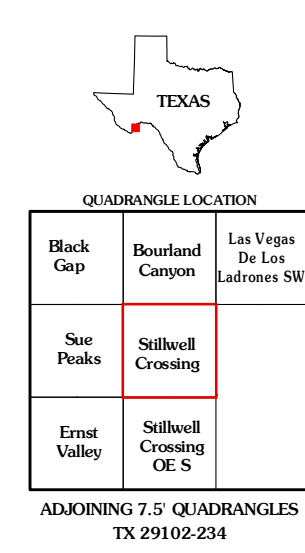 TEXAS
QUADRANGLE LOCATION
Black
Gap
Bourland
Canyon
Las Vegas
De Los
Ladrones SW
Sue
Peaks
Stillwell
Crossing
Ernst
Valley
Stillwell
Crossing
OE S
ADJOINING 7.5' QUADRANGLES
TX 29102-234